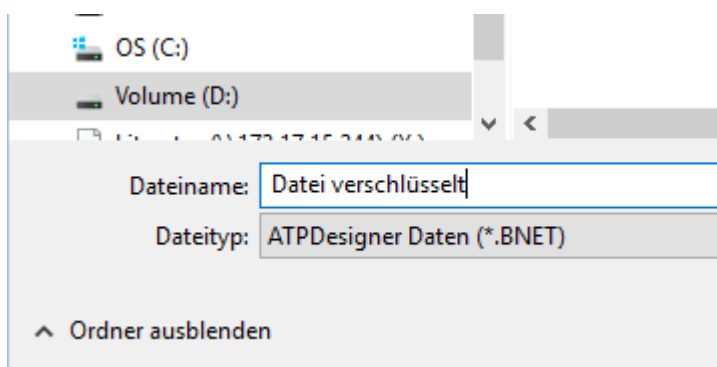 OS (C:)
Volume (D:)
Dateiname: Datei verschlüsselt
Dateityp: ATPDesigner Daten (*.BNET)
Ordner ausblenden